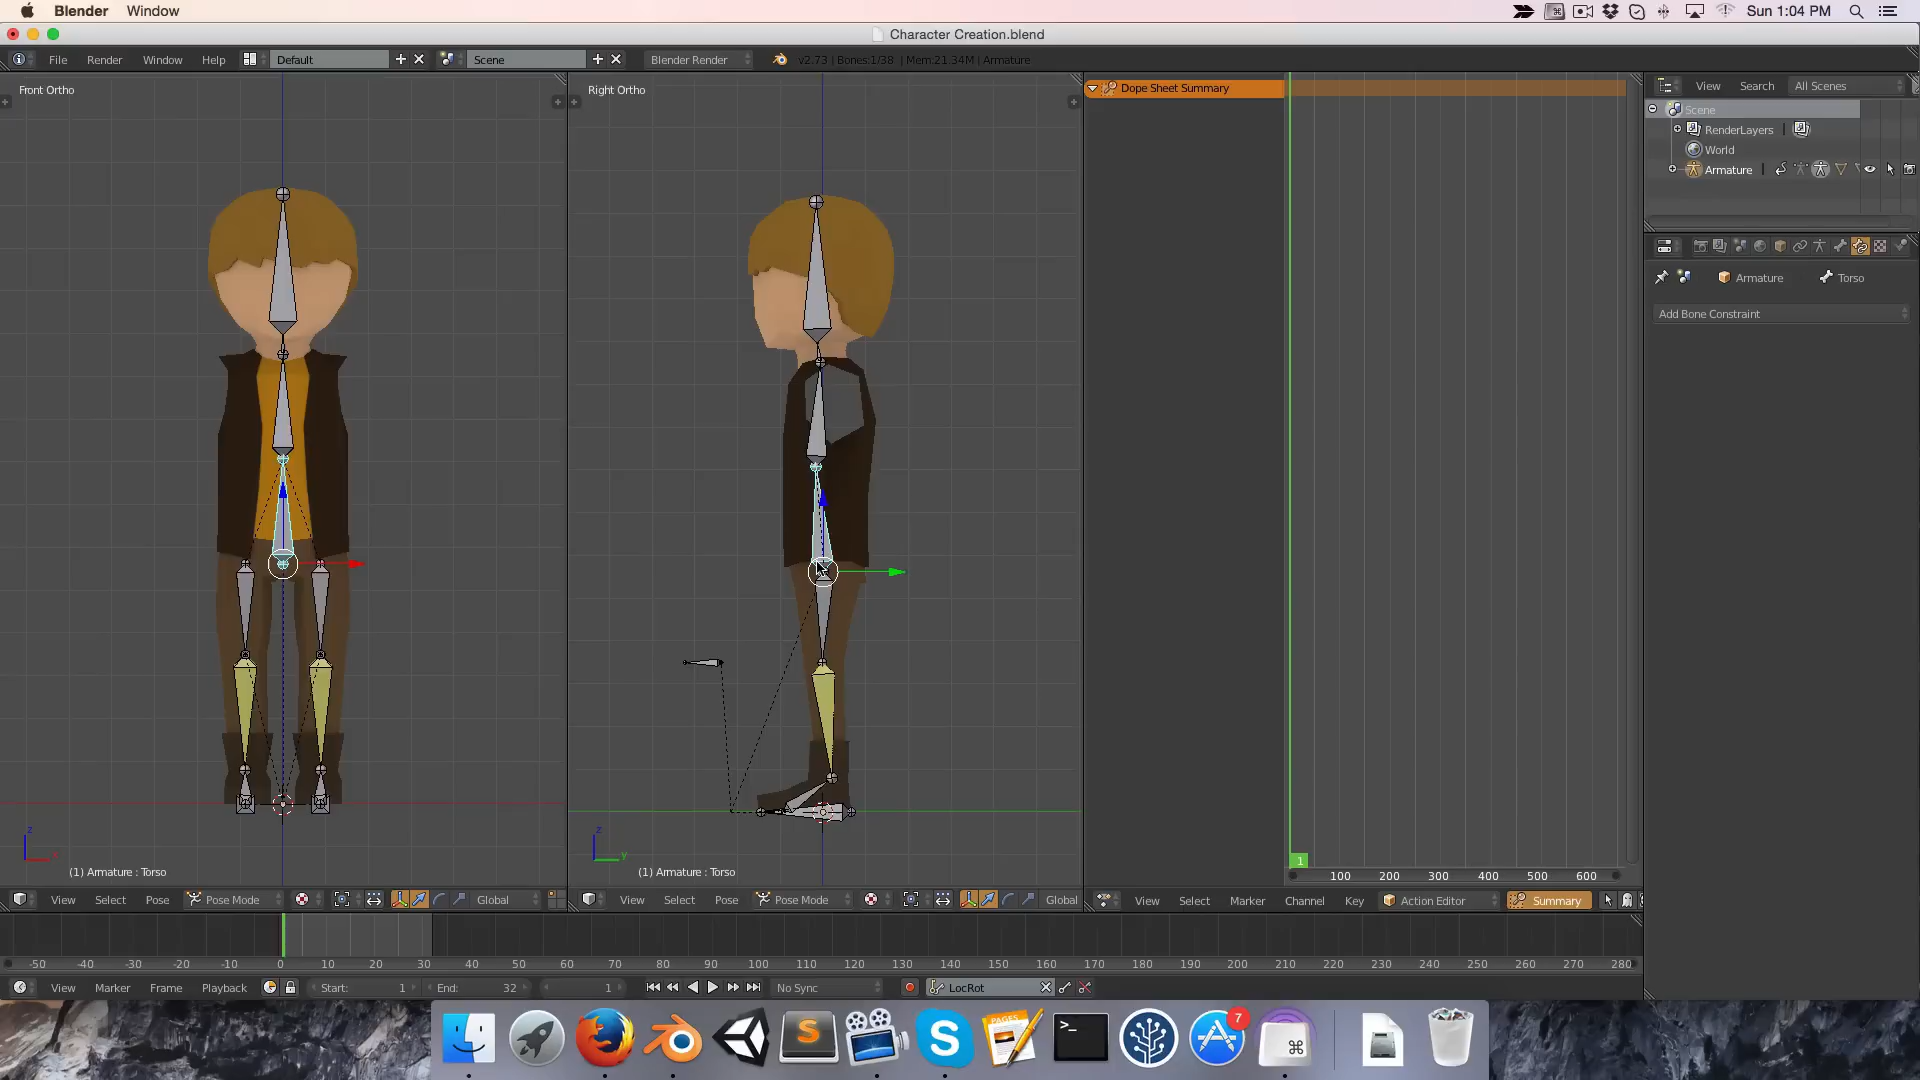 Blender Window
Sun 1:04 PM
Character Creation.blend
File Render Window Help Default Scene Blender Render v2.73 | Bones:1/38 | Mem:21.34M | Armature
Front Ortho
Right Ortho
Dope Sheet Summary
View Search All Scenes
Scene
RenderLayers
World
Armature
Armature Torso
Add Bone Constraint
z
x
(1) Armature : Torso
z
y
(1) Armature : Torso
1
100 200 300 400 500 600
View Select Pose Pose Mode Global
View Select Pose Pose Mode Global
View Select Marker Channel Key Action Editor Summary
-50 -40 -30 -20 -10 0 10 20 30 40 50 60 70 80 90 100 110 120 130 140 150 160 170 180 190 200 210 220 230 240 250 260 270 280
View Marker Frame Playback Start: 1 End: 32 1 No Sync LocRot
7
PAGES